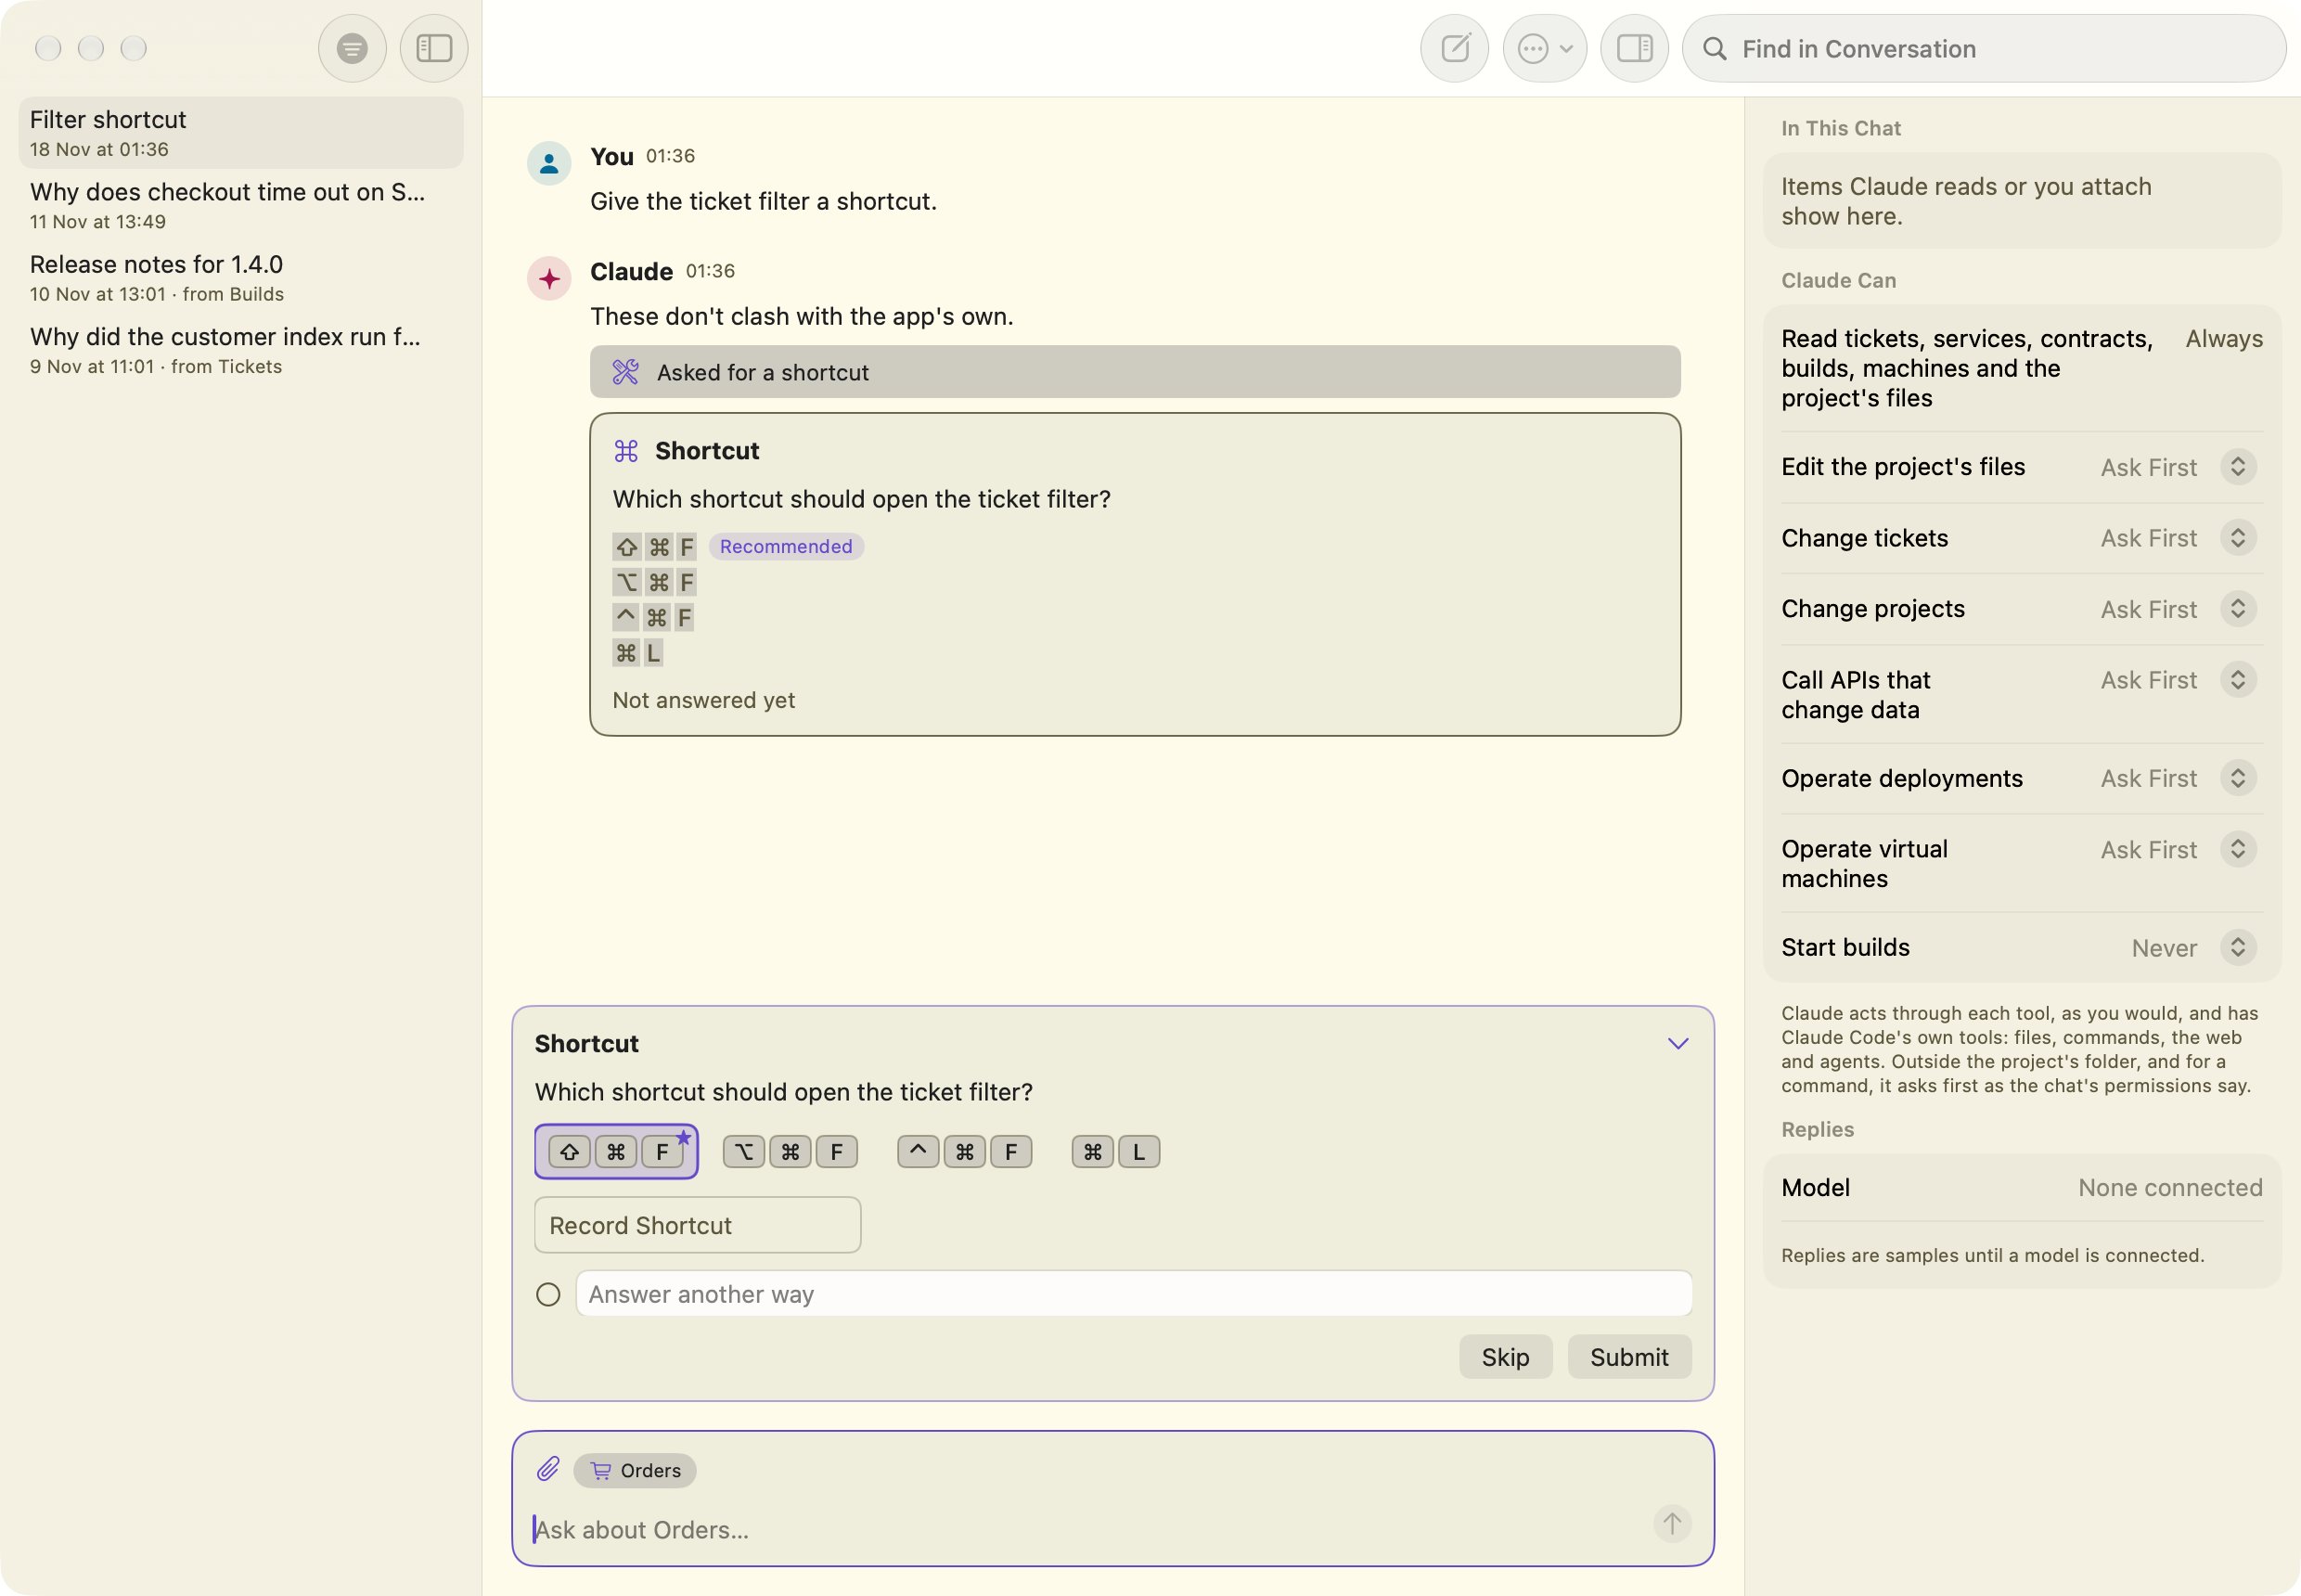 Find in Conversation
Filter shortcut
18 Nov at 01:36
Why does checkout time out on S...
11 Nov at 13:49
Release notes for 1.4.0
10 Nov at 13:01 · from Builds
Why did the customer index run f...
9 Nov at 11:01 · from Tickets
You 01:36
Give the ticket filter a shortcut.
Claude 01:36
These don't clash with the app's own.
Asked for a shortcut
⌘ Shortcut
Which shortcut should open the ticket filter?
⇧ ⌘ F Recommended
⌥ ⌘ F
^ ⌘ F
⌘ L
Not answered yet
Shortcut
Which shortcut should open the ticket filter?
⇧ ⌘ F ⌥ ⌘ F ^ ⌘ F ⌘ L
Record Shortcut
Answer another way
Skip Submit
Orders
Ask about Orders...
In This Chat
Items Claude reads or you attach
show here.
Claude Can
Read tickets, services, contracts, Always
builds, machines and the
project's files
Edit the project's files Ask First
Change tickets Ask First
Change projects Ask First
Call APIs that Ask First
change data
Operate deployments Ask First
Operate virtual Ask First
machines
Start builds Never
Claude acts through each tool, as you would, and has
Claude Code's own tools: files, commands, the web
and agents. Outside the project's folder, and for a
command, it asks first as the chat's permissions say.
Replies
Model None connected
Replies are samples until a model is connected.